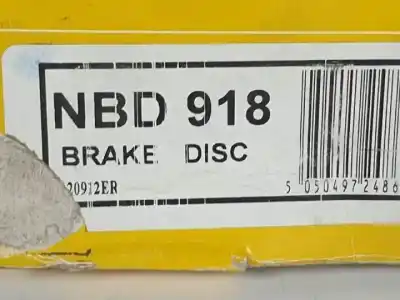 NBD 918
BRAKE DISC
20912ER
5 050497 2486